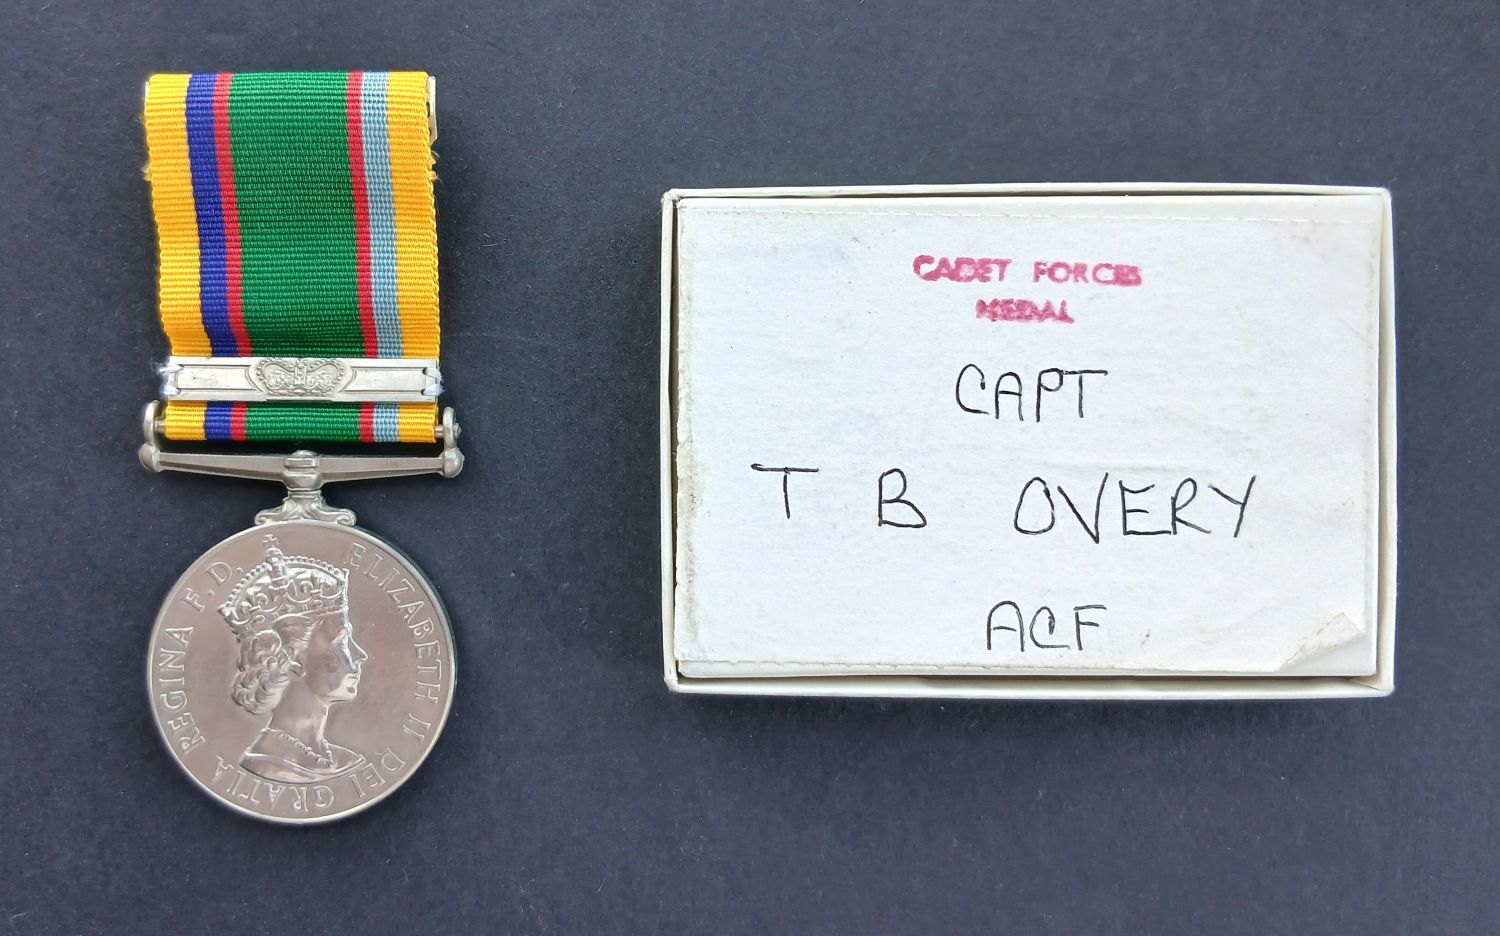 ELIZABETH II DEI GRATIA REGINA F.D.
CADET FORCES
MEDAL
CAPT
T B OVERY
ACF